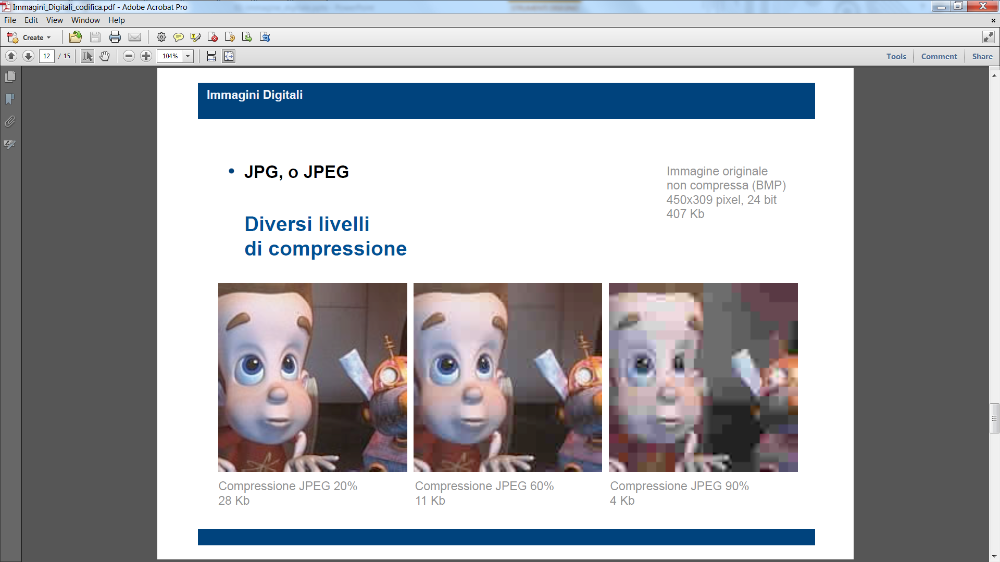 Immagini_Digitali_codifica.pdf - Adobe Acrobat Pro
File Edit View Window Help
Create
12 / 15 104% Tools Comment Share
Immagini Digitali
• JPG, o JPEG
Diversi livelli
di compressione
Immagine originale
non compressa (BMP)
450x309 pixel, 24 bit
407 Kb
Compressione JPEG 20%
28 Kb
Compressione JPEG 60%
11 Kb
Compressione JPEG 90%
4 Kb